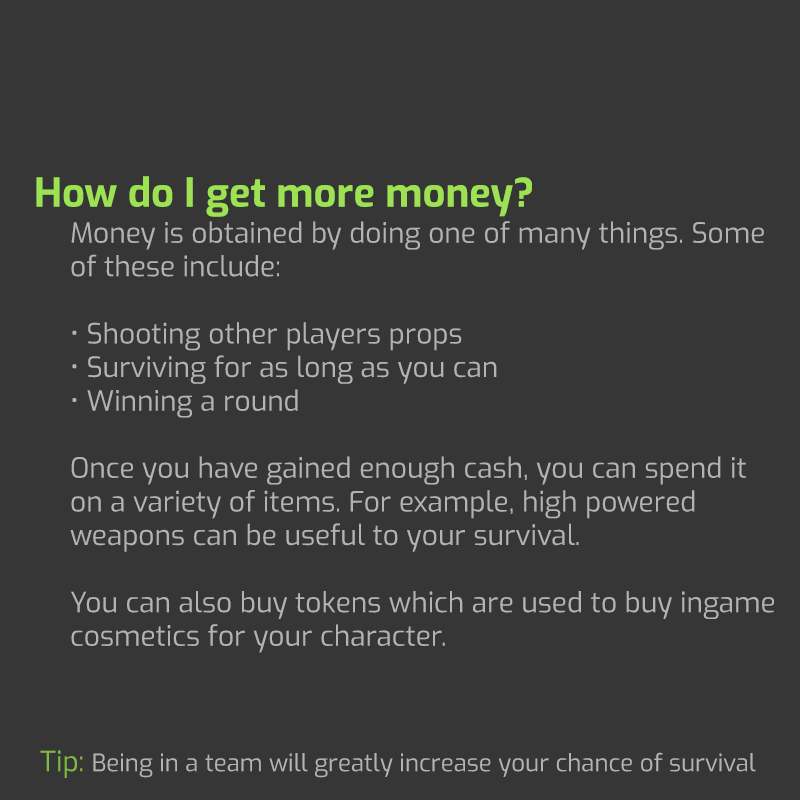 How do I get more money?
Money is obtained by doing one of many things. Some
of these include:
• Shooting other players props
• Surviving for as long as you can
• Winning a round
Once you have gained enough cash, you can spend it
on a variety of items. For example, high powered
weapons can be useful to your survival.
You can also buy tokens which are used to buy ingame
cosmetics for your character.
Tip: Being in a team will greatly increase your chance of survival